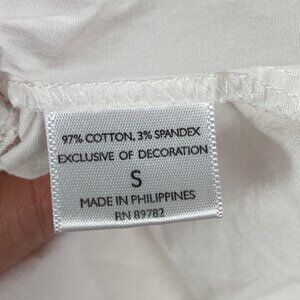 97% COTTON, 3% SPANDEX
EXCLUSIVE OF DECORATION
S
MADE IN PHILIPPINES
RN 89782